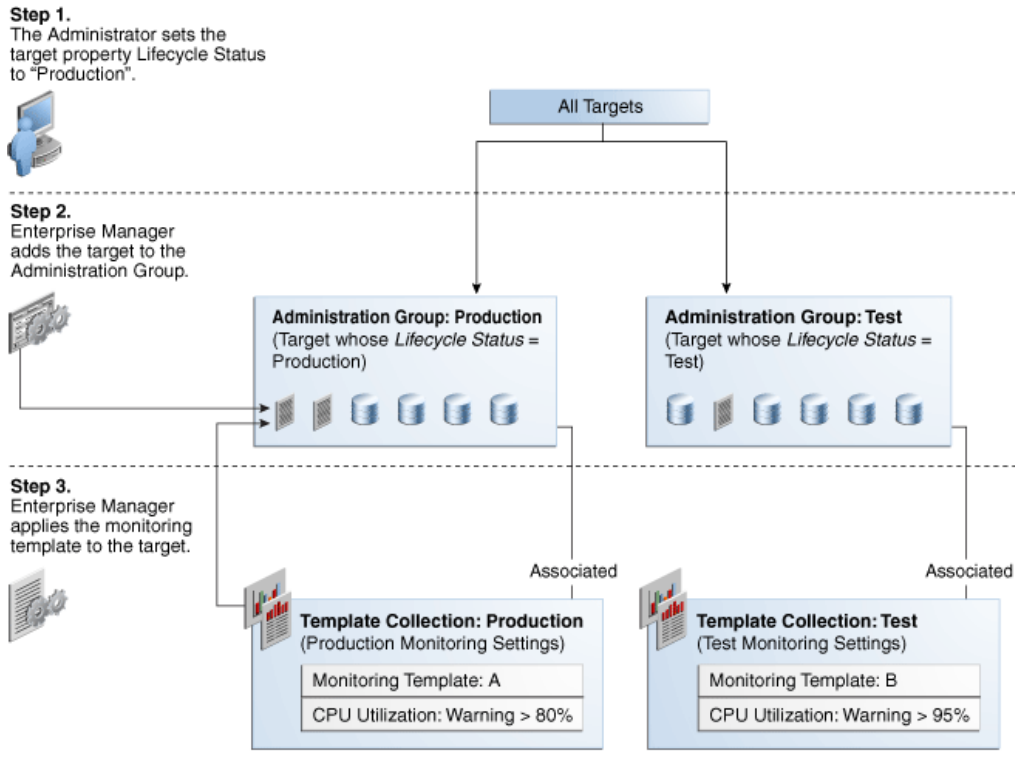 Step 1.
The Administrator sets the
target property Lifecycle Status
to “Production”.
All Targets
Step 2.
Enterprise Manager
adds the target to the
Administration Group.
Administration Group: Production
(Target whose Lifecycle Status =
Production)
Administration Group: Test
(Target whose Lifecycle Status =
Test)
Step 3.
Enterprise Manager
applies the monitoring
template to the target.
Associated
Associated
Template Collection: Production
(Production Monitoring Settings)
Monitoring Template: A
CPU Utilization: Warning > 80%
Template Collection: Test
(Test Monitoring Settings)
Monitoring Template: B
CPU Utilization: Warning > 95%